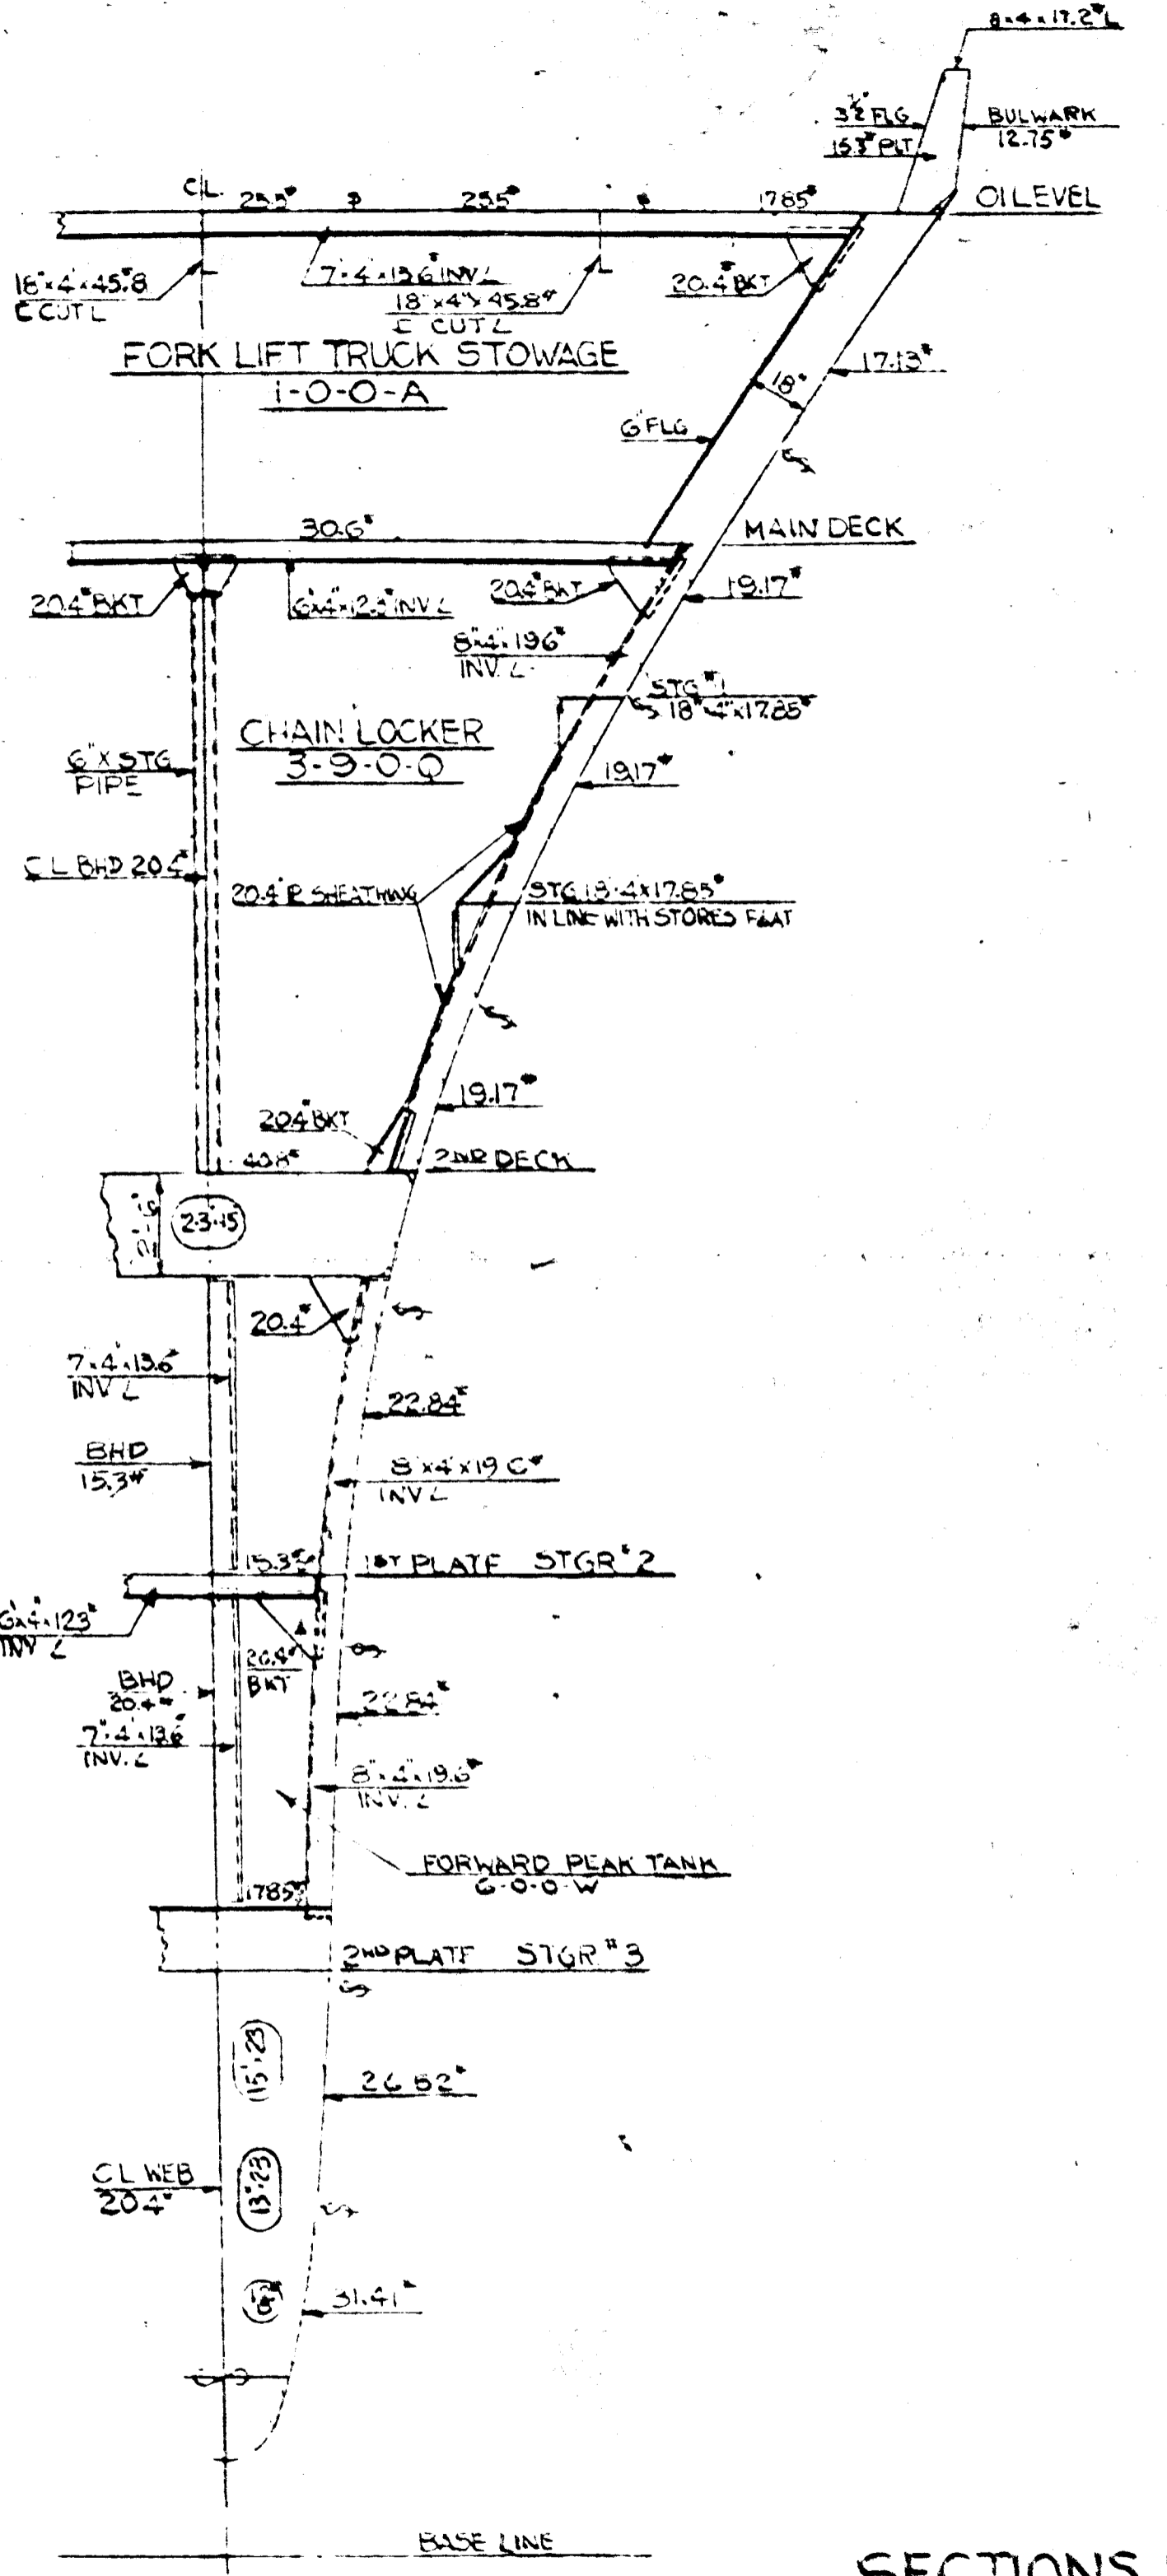 8×4×17.2# L
3½" FLG
15.3# PLT
BULWARK
12.75#
CL
25.5#
25.5#
17.85#
01 LEVEL
18"×4"×45.8
C CUT L
7"×4"×13.6# INV L
18"×4"×45.8#
C CUT L
20.4# BKT
FORK LIFT TRUCK STOWAGE
1-0-0-A
17.13#
18"
6" FLG
30.6#
MAIN DECK
20.4# BKT
6"×4"×12.3# INV L
20.4# BKT
19.17#
8"×4"×19.6#
INV. L
STG #1
18"×4"×17.85#
CHAIN LOCKER
3-9-0-Q
6" X STG
PIPE
19.17#
CL BHD 20.4#
20.4# PL SHEATHING
STG 18×4×17.85#
IN LINE WITH STORES FLAT
19.17#
20.4# BKT
40.8#
2ND DECK
23"×15"
20.4#
7"×4"×13.6#
INV L
22.84#
BHD
15.3#
8"×4"×19.6#
INV L
15.3#
1ST PLATE STGR #2
6"×4"×12.3#
INV L
20.4#
BKT
BHD
20.4#
22.84#
7"×4"×13.6
INV. L
8"×4"×19.6#
INV. L
FORWARD PEAK TANK
6-0-0-W
17.85#
2ND PLATE STGR #3
15"×23
26.52#
CL WEB
20.4#
13"×23
31.41#
BASE LINE
SECTIONS